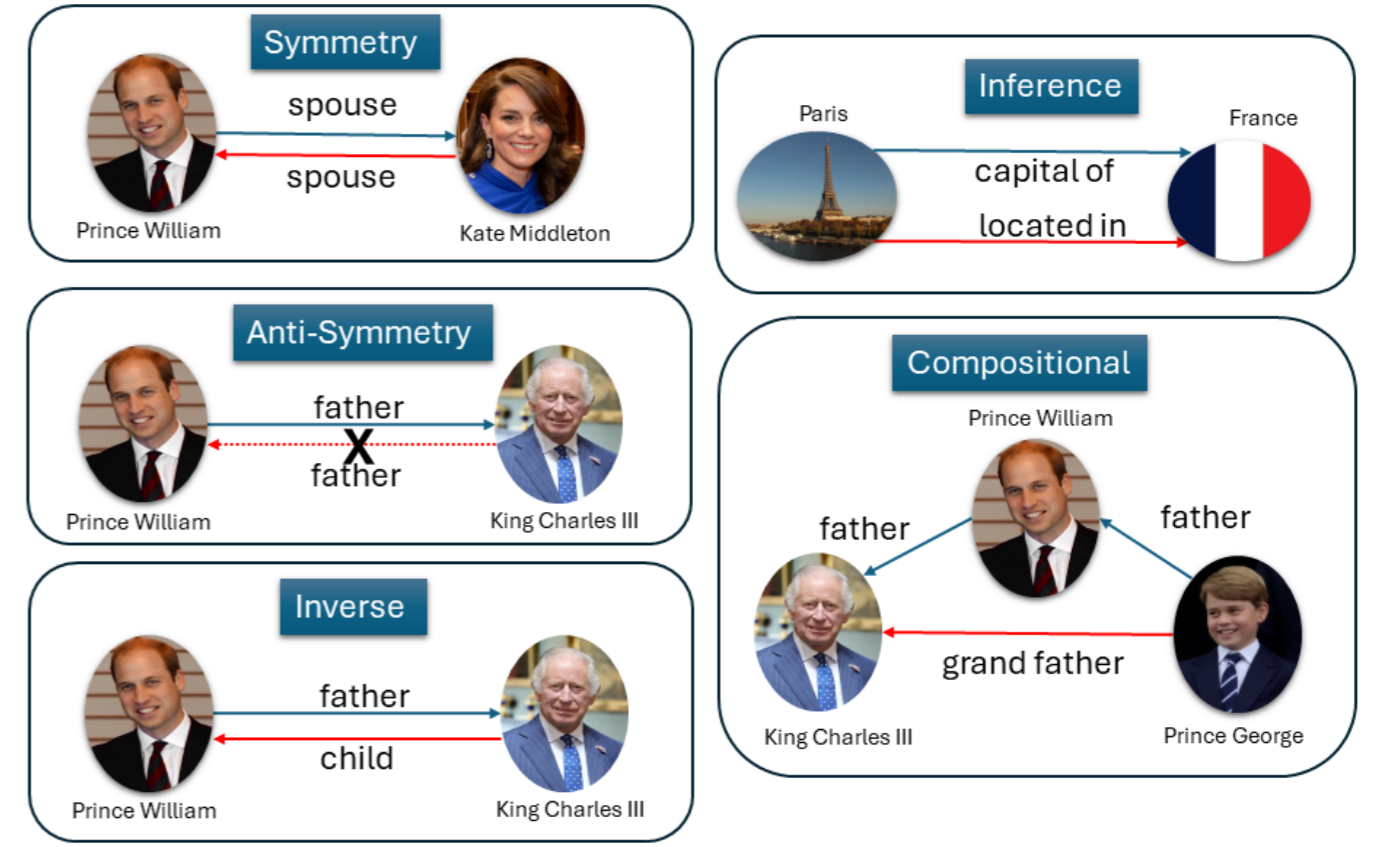 Symmetry
spouse
spouse
Prince William
Kate Middleton
Anti-Symmetry
father
X
father
Prince William
King Charles III
Inverse
father
child
Prince William
King Charles III
Inference
Paris
France
capital of
located in
Compositional
Prince William
father
father
grand father
King Charles III
Prince George